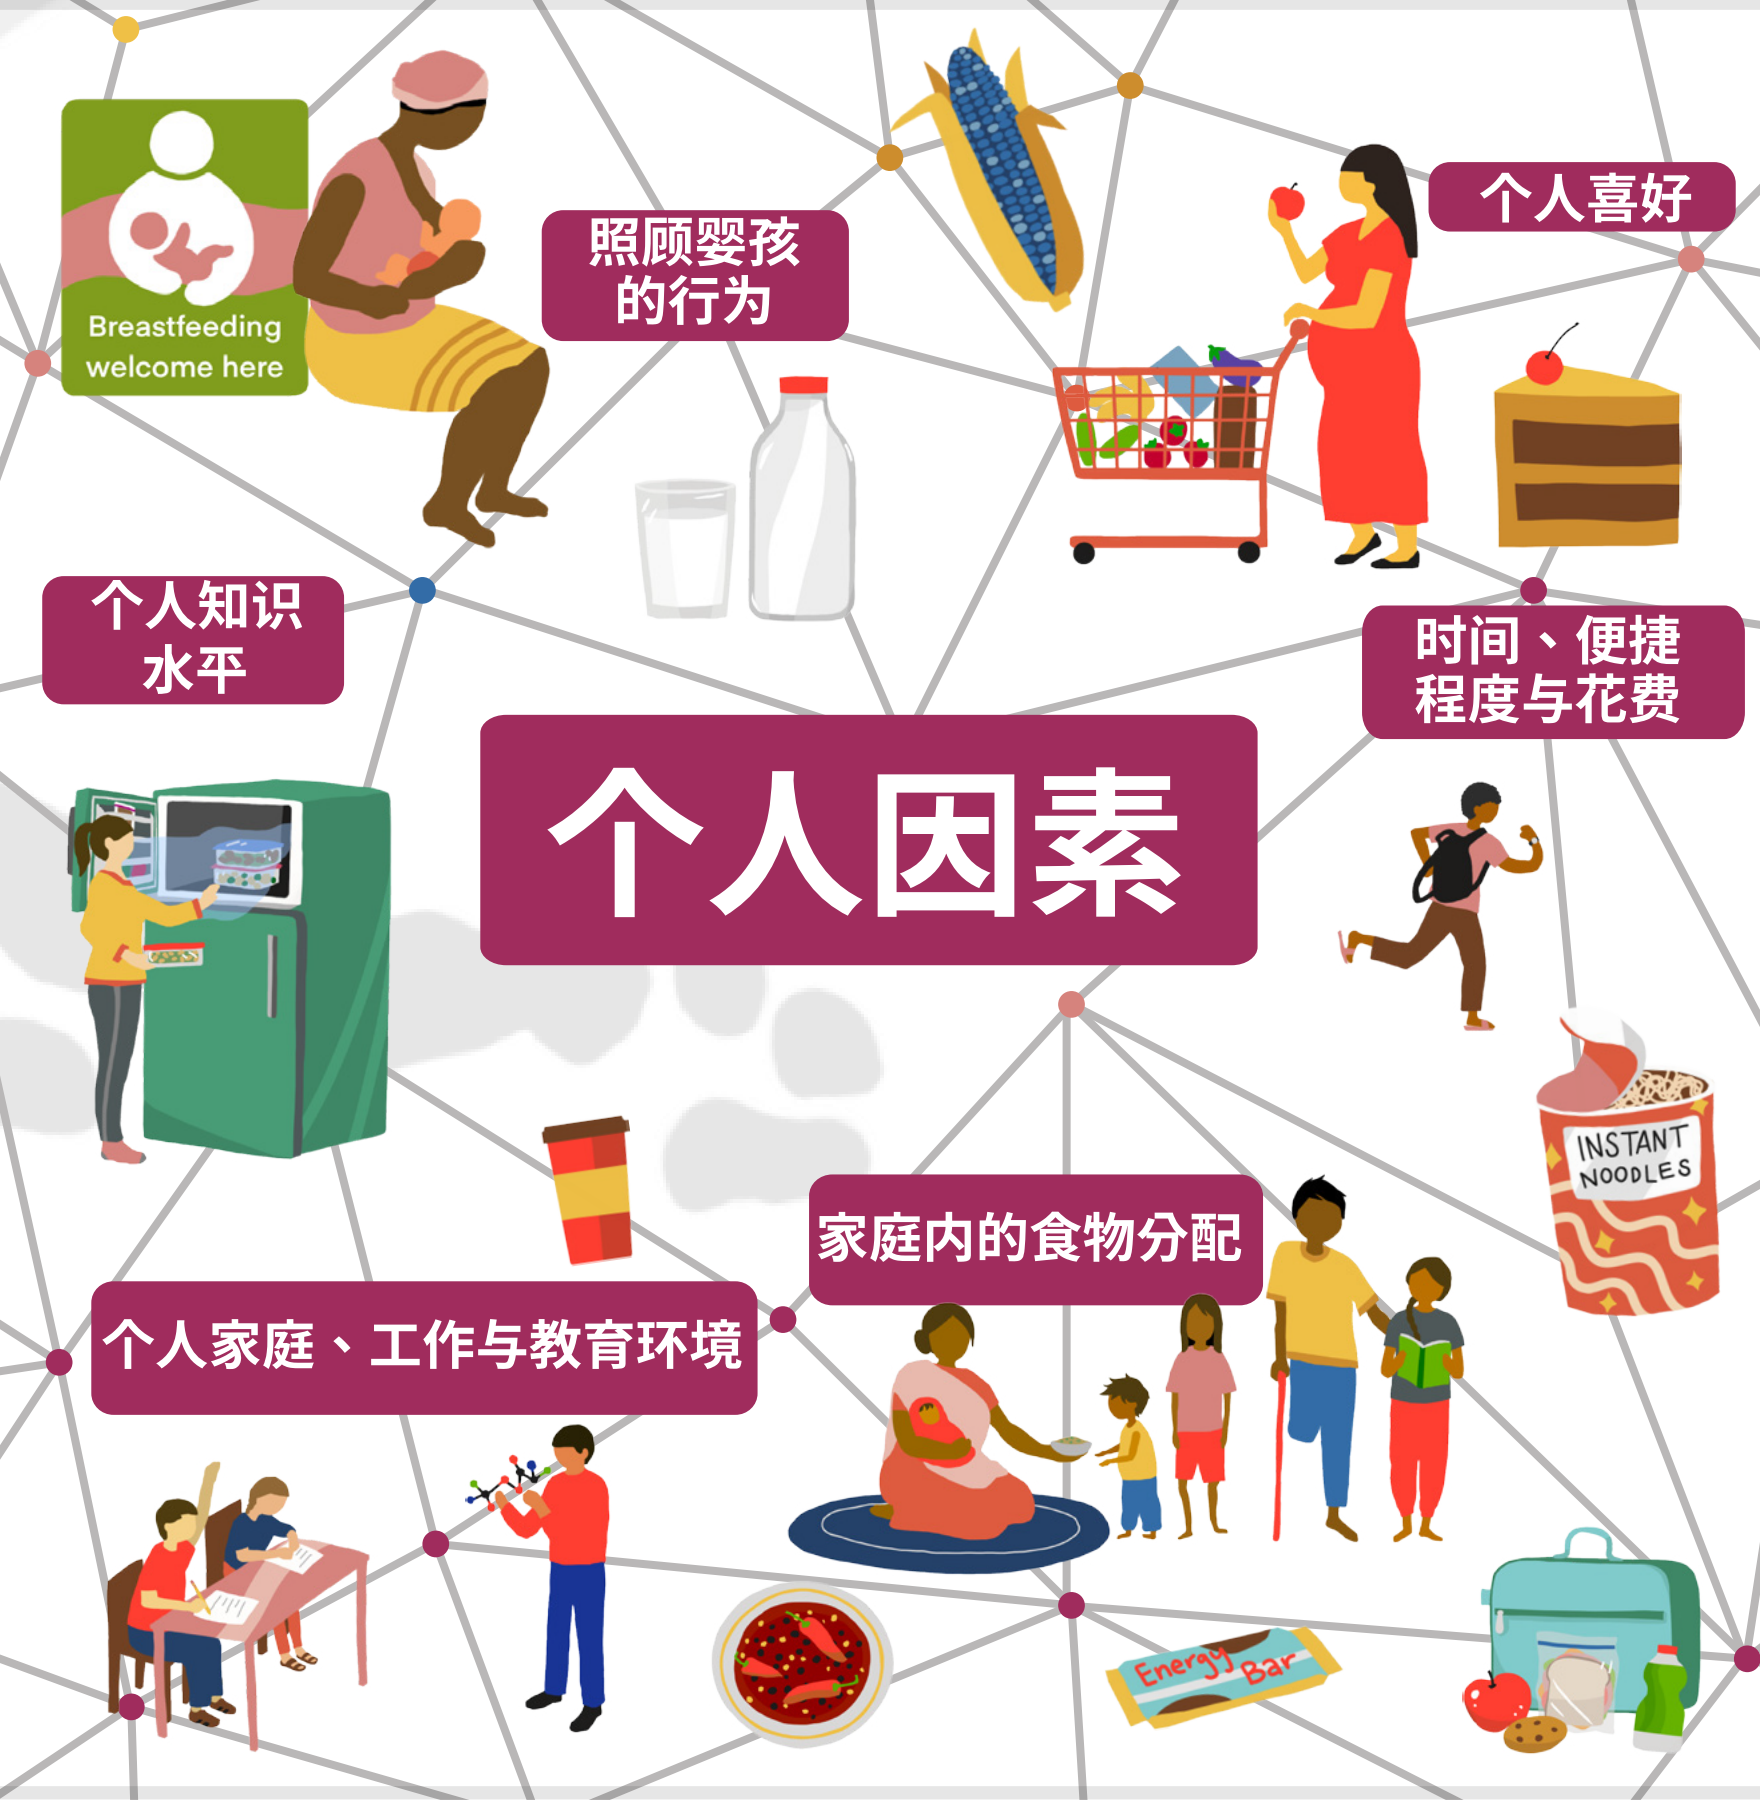 Breastfeeding
welcome here
照顾婴孩
的行为
个人喜好
个人知识
水平
时间、便捷
程度与花费
个人因素
INSTANT
NOODLES
家庭内的食物分配
个人家庭、工作与教育环境
Energy Bar